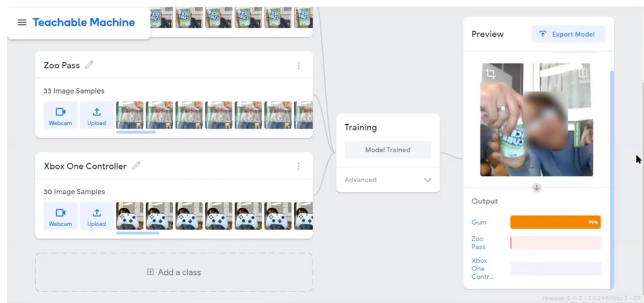 Teachable Machine
Zoo Pass
33 Image Samples
Webcam
Upload
Xbox One Controller
30 Image Samples
Webcam
Upload
Add a class
Training
Model Trained
Advanced
Preview
Export Model
Output
Gum
99%
Zoo
Pass
Xbox
One
Contr...